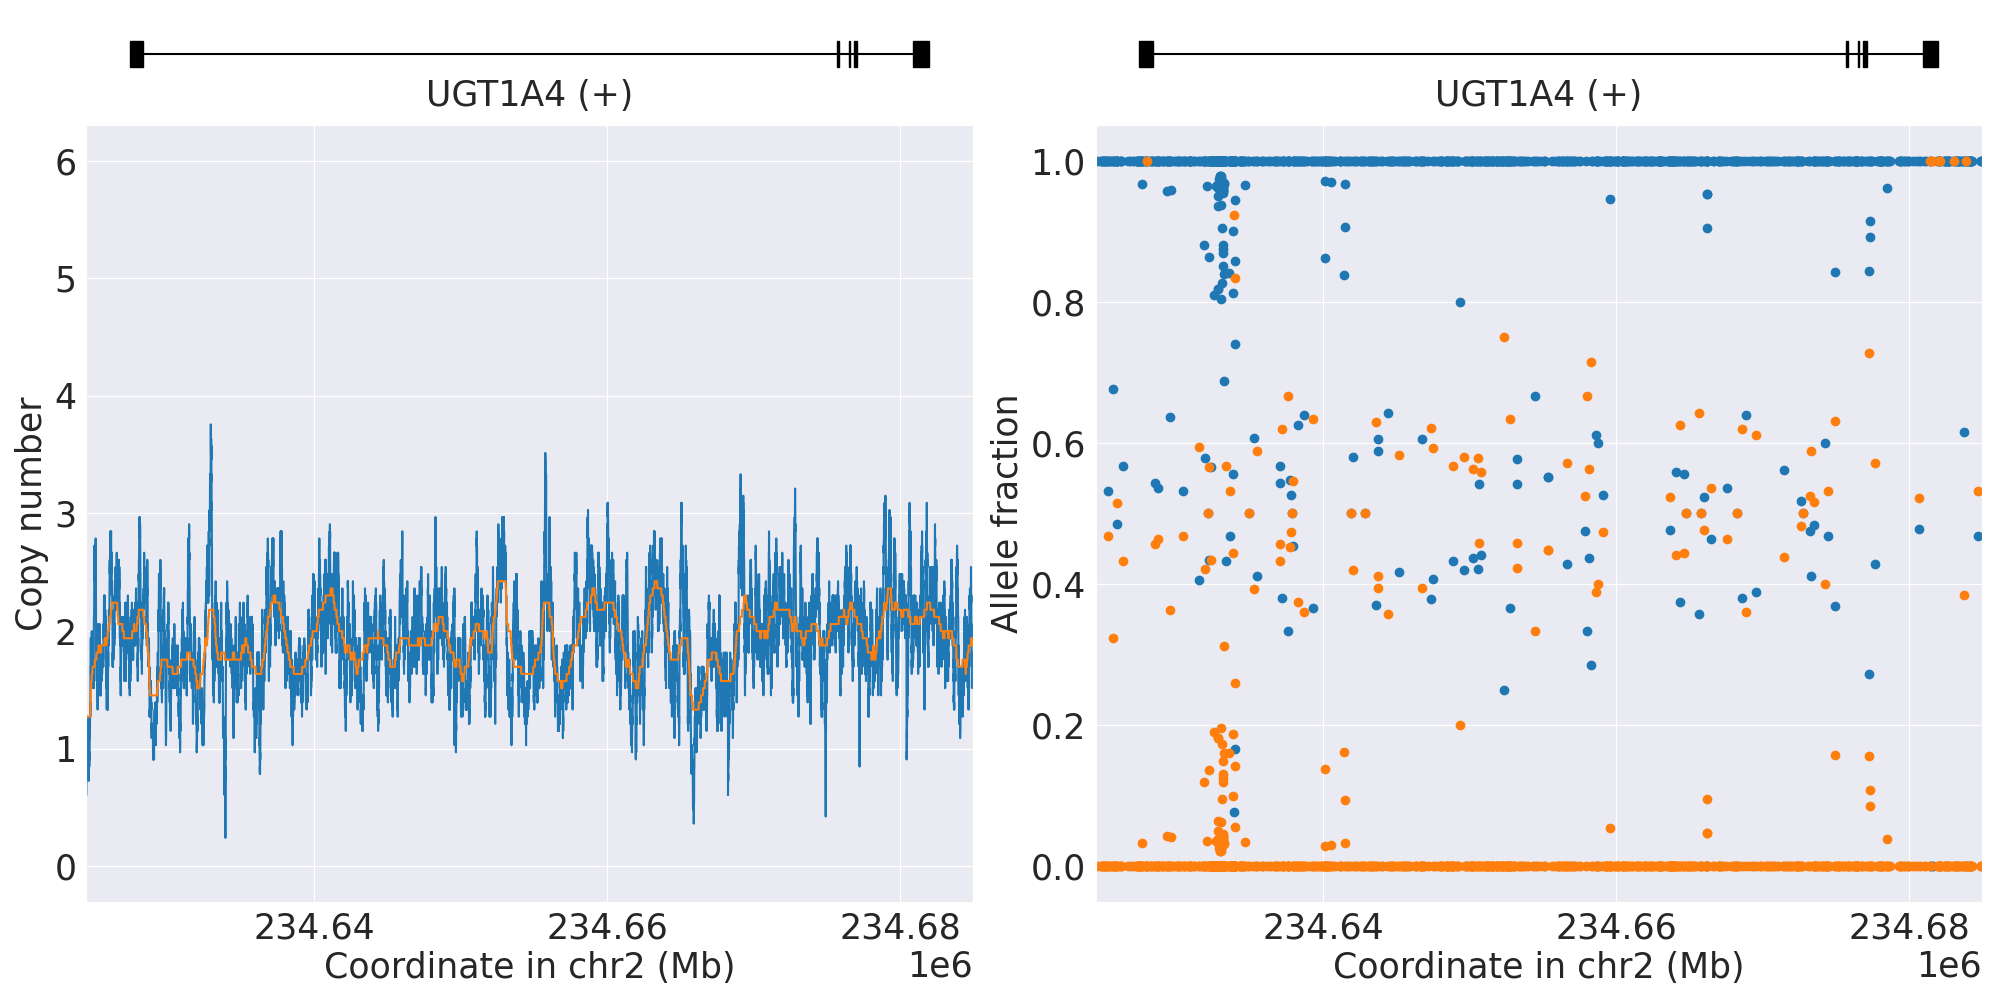 UGT1A4 (+)
6
5
4
3
2
1
0
Copy number
234.64
234.66
234.68
Coordinate in chr2 (Mb)
1e6
UGT1A4 (+)
1.0
0.8
0.6
0.4
0.2
0.0
Allele fraction
234.64
234.66
234.68
Coordinate in chr2 (Mb)
1e6